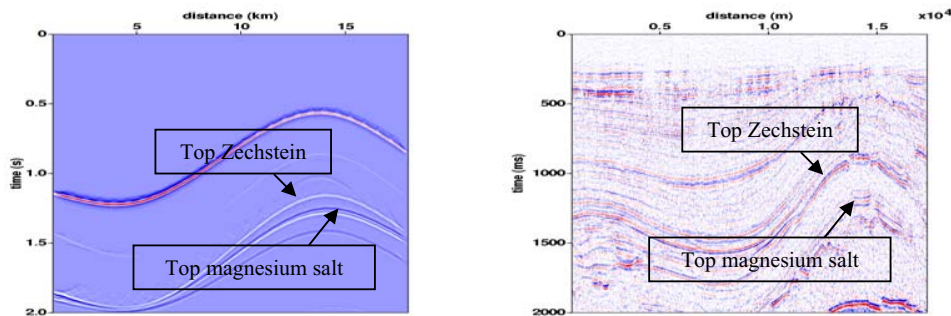 distance (km)
5 10 15
0
0.5
1.0
1.5
2.0
time (s)
Top Zechstein
Top magnesium salt
distance (m)
0.5 1.0 1.5 x10⁴
0
500
1000
1500
2000
time (ms)
Top Zechstein
Top magnesium salt